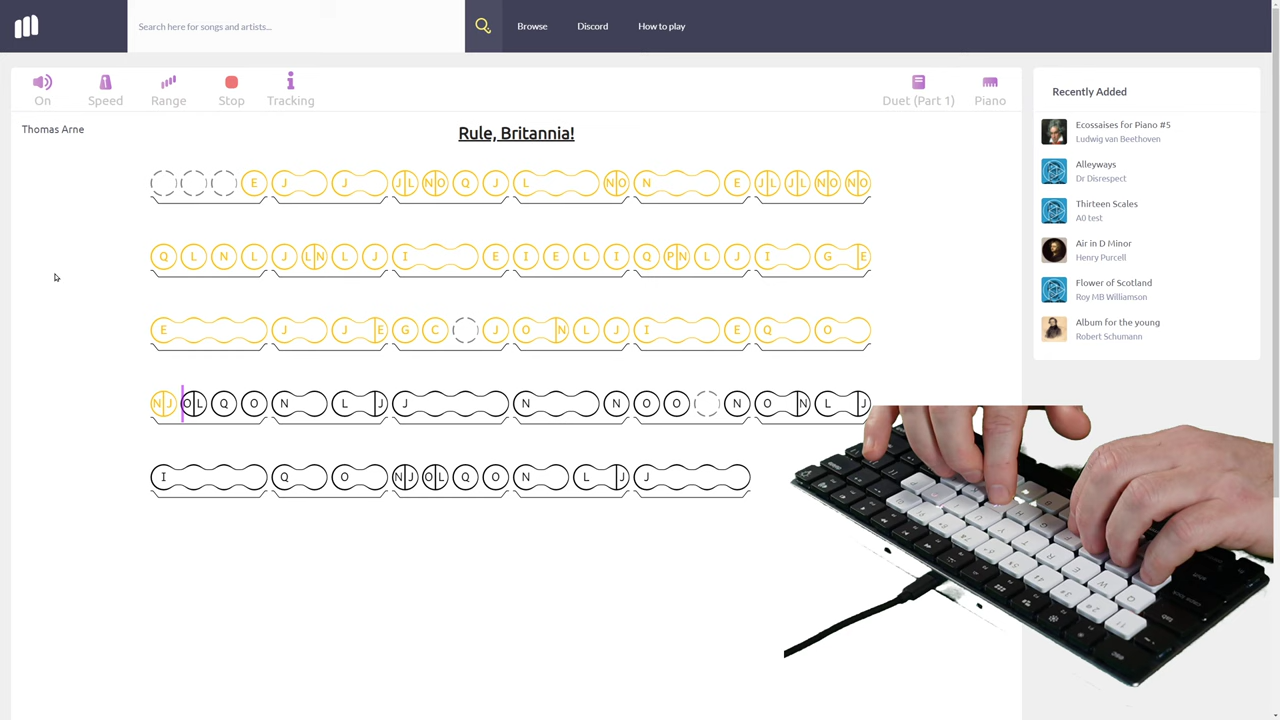 Search here for songs and artists...
Browse
Discord
How to play
On
Speed
Range
Stop
Tracking
Duet (Part 1)
Piano
Thomas Arne
Rule, Britannia!
E J J J L N O Q J L N O N E J L J L N O N O
Q L N L J L N L J I E I E L I Q P N L J I G E
E J J E G C J O N L J I E Q O
N J O L Q O N L J J N N O O N O N L J
I Q O N J O L Q O N L J J
Recently Added
Ecossaises for Piano #5
Ludwig van Beethoven
Alleyways
Dr Disrespect
Thirteen Scales
A0 test
Air in D Minor
Henry Purcell
Flower of Scotland
Roy MB Williamson
Album for the young
Robert Schumann